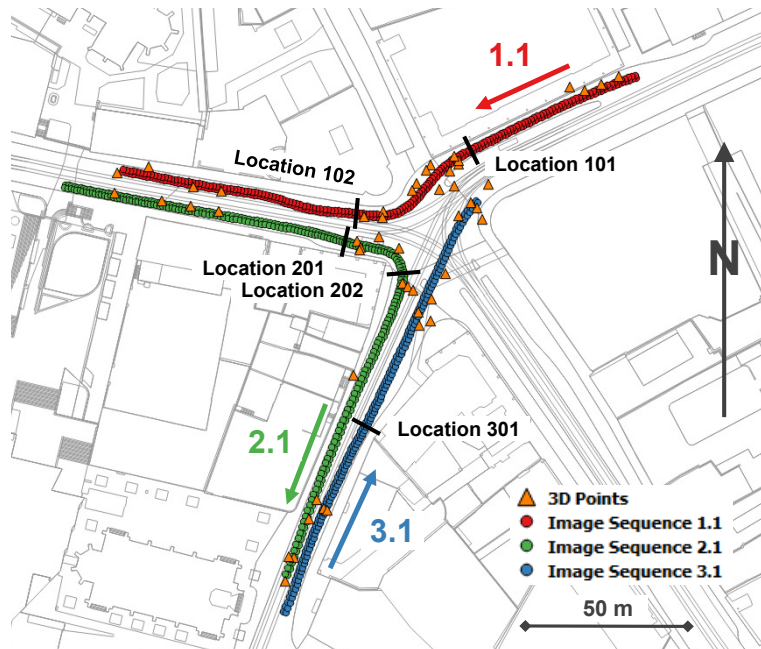 1.1
Location 102
Location 101
N
Location 201
Location 202
2.1
Location 301
3.1
3D Points
Image Sequence 1.1
Image Sequence 2.1
Image Sequence 3.1
50 m